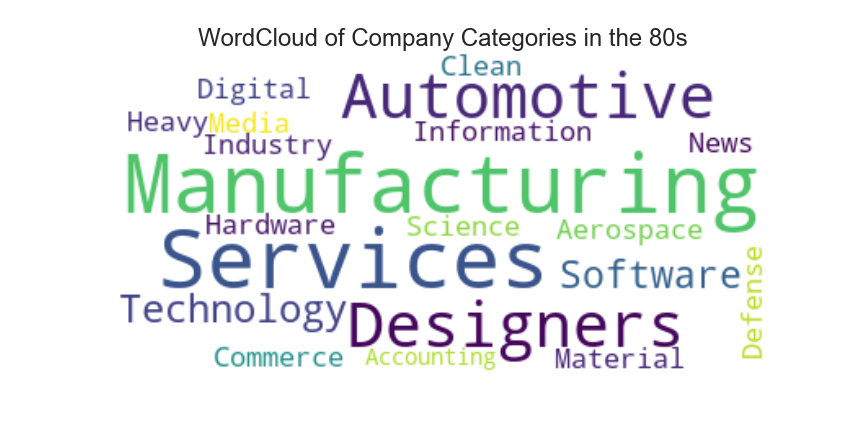 WordCloud of Company Categories in the 80s
Clean
Digital
Automotive
Heavy
Media
Information
Industry
News
Manufacturing
Hardware
Science
Aerospace
Services
Software
Defense
Technology
Designers
Commerce
Accounting
Material